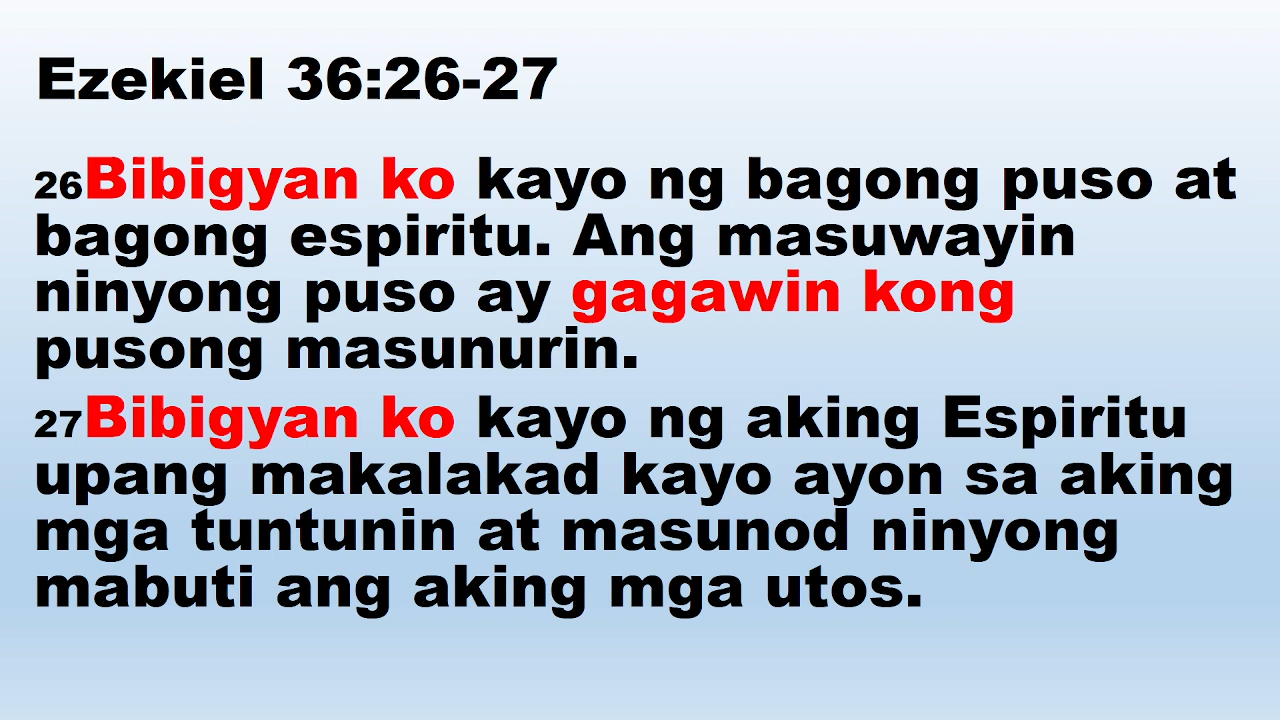 Ezekiel 36:26-27
26Bibigyan ko kayo ng bagong puso at
bagong espiritu. Ang masuwayin
ninyong puso ay gagawin kong
pusong masunurin.
27Bibigyan ko kayo ng aking Espiritu
upang makalakad kayo ayon sa aking
mga tuntunin at masunod ninyong
mabuti ang aking mga utos.